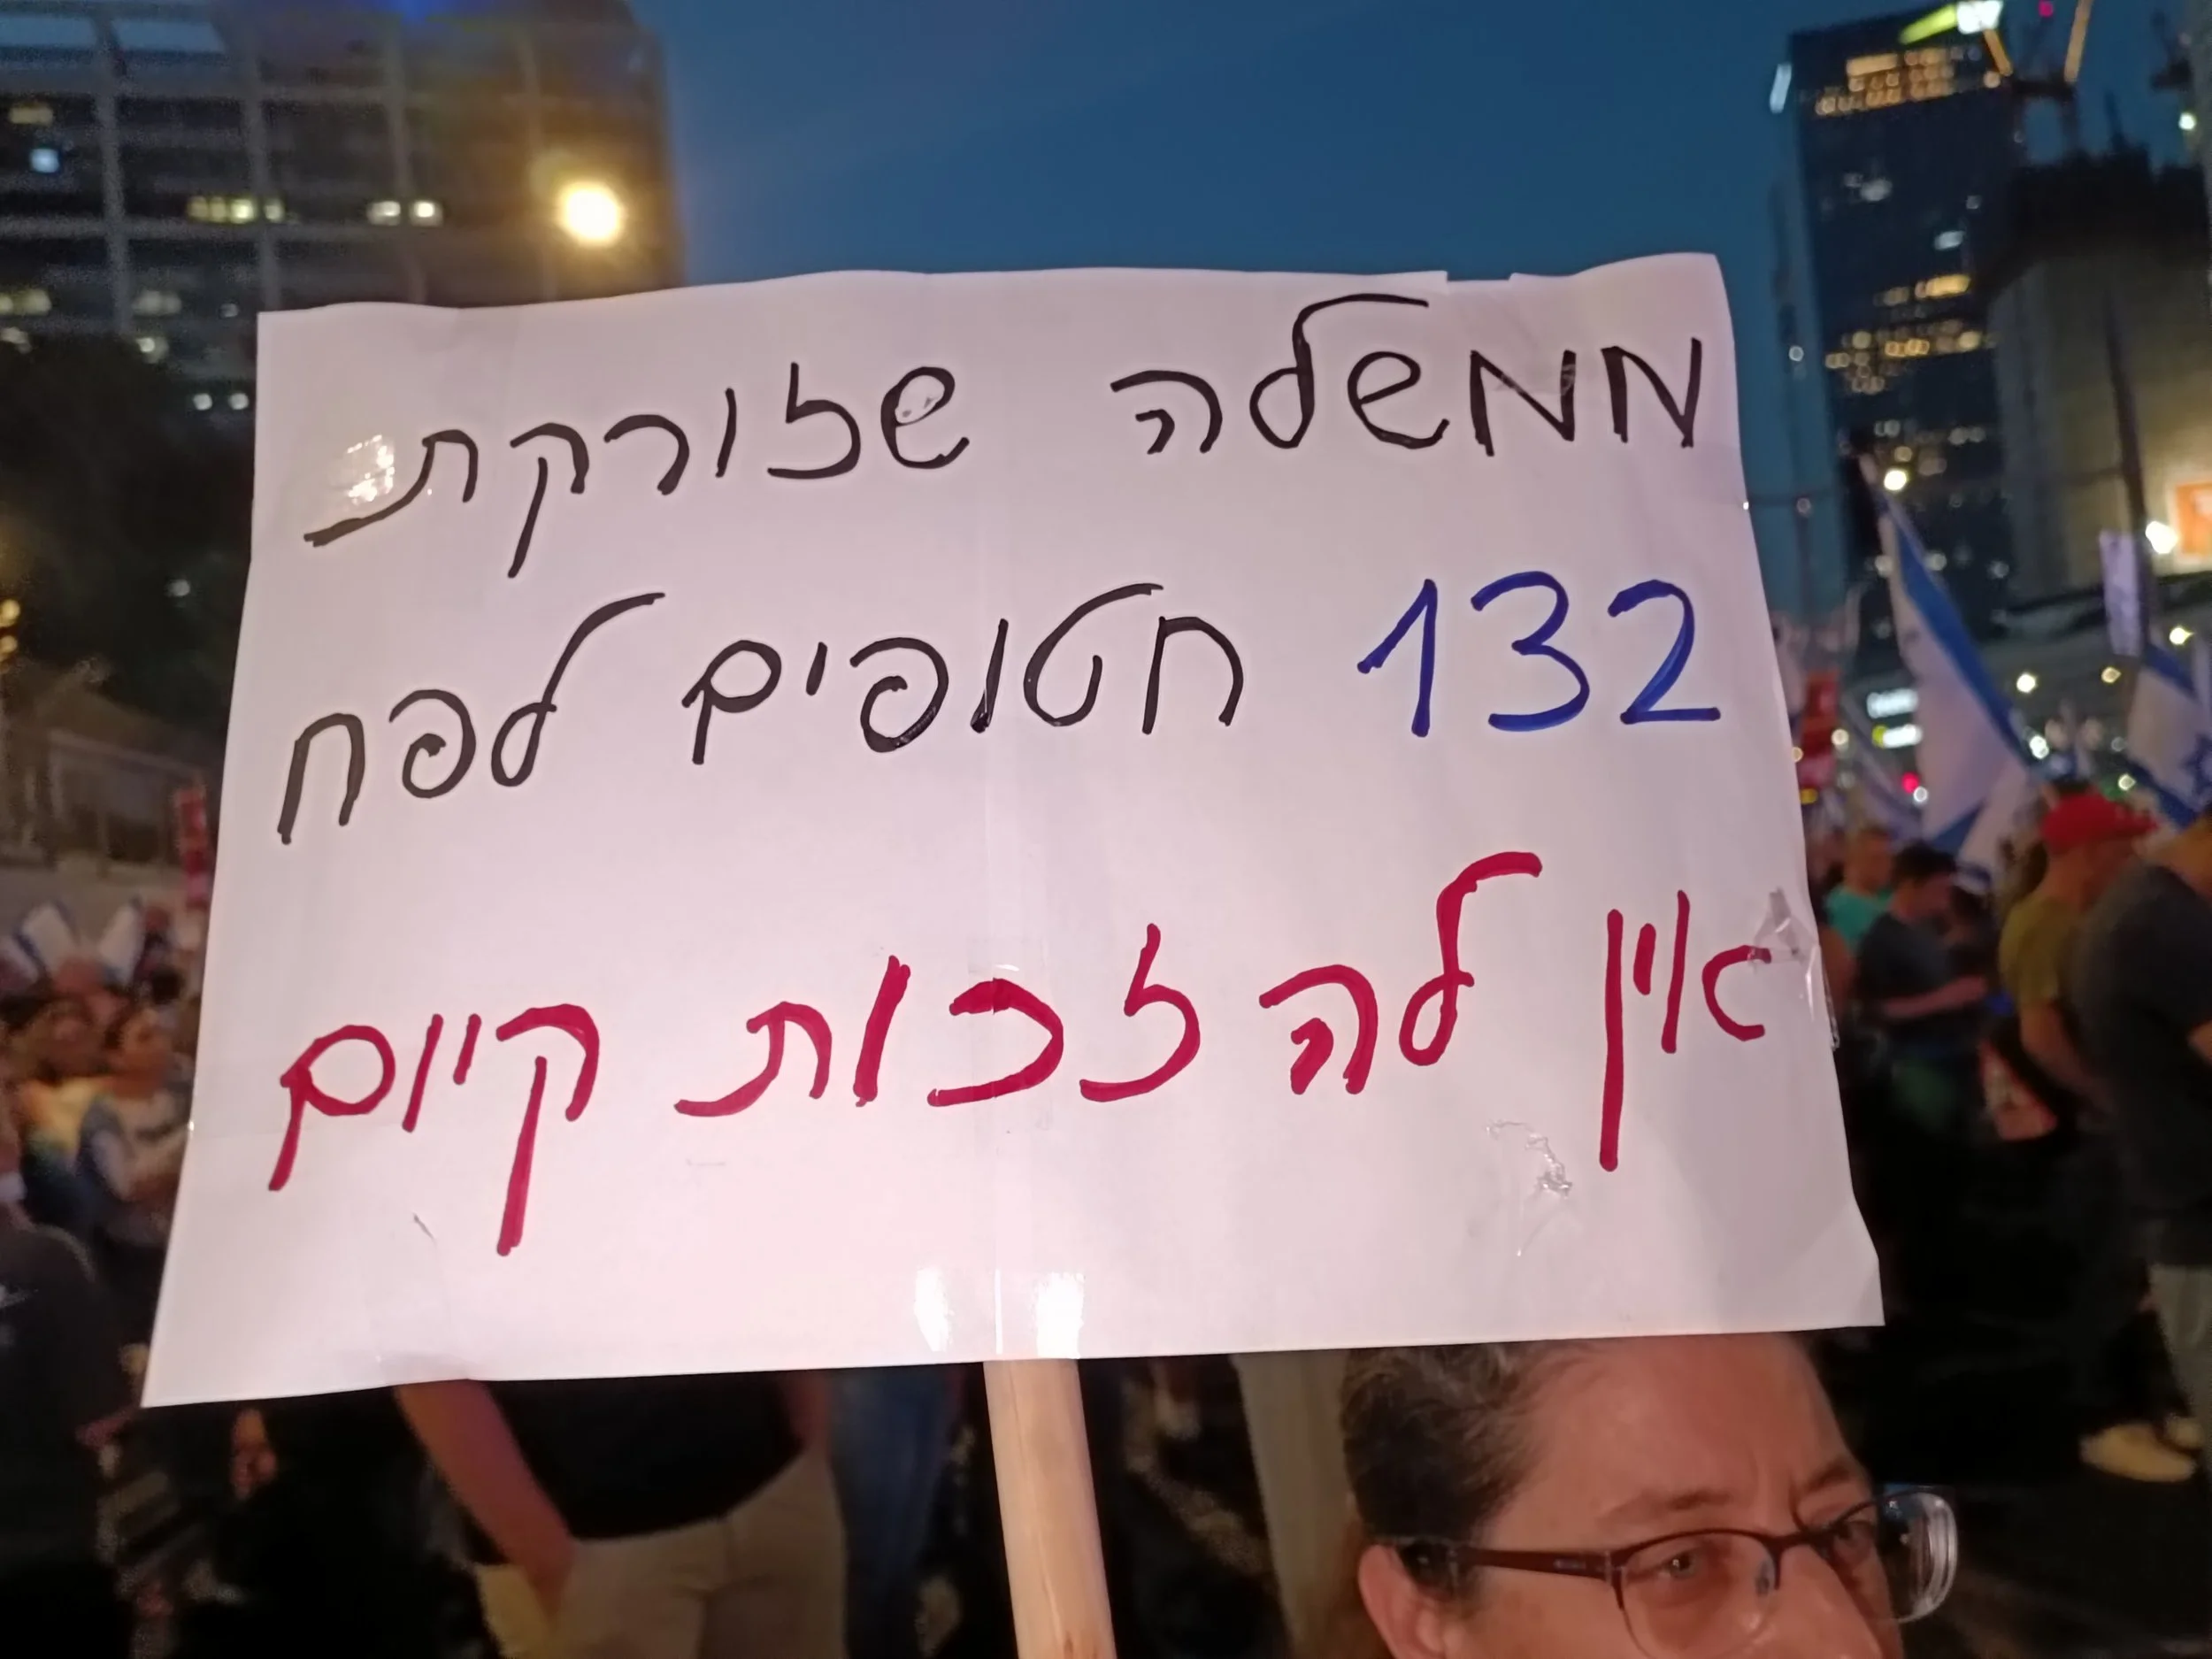 ממשלה שזורקת
132 חטופים לפח
אין לה זכות קיום